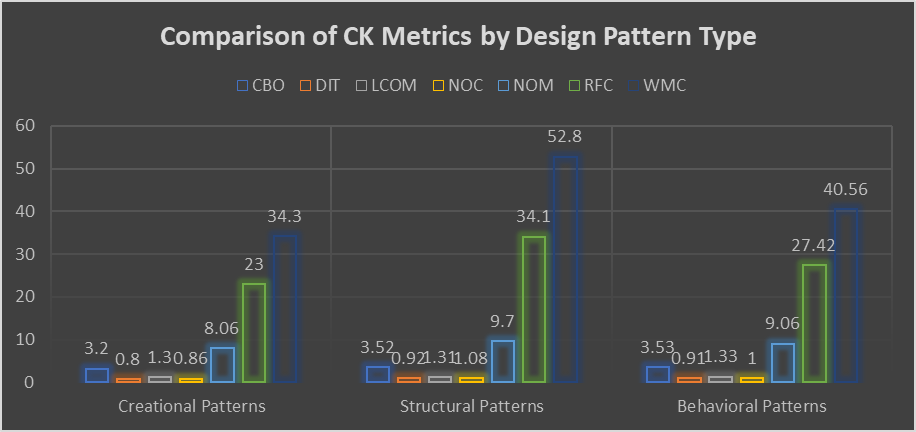 Comparison of CK Metrics by Design Pattern Type
CBO DIT LCOM NOC NOM RFC WMC
60
50
40
30
20
10
0
3.2 0.8 1.3 0.86 8.06 23 34.3
3.52 0.92 1.31 1.08 9.7 34.1 52.8
3.53 0.91 1.33 1 9.06 27.42 40.56
Creational Patterns Structural Patterns Behavioral Patterns